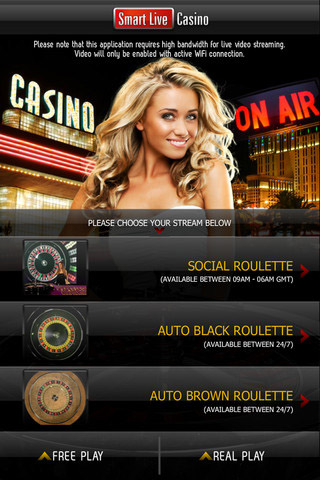 Smart Live Casino
Please note that this application requires high bandwidth for live video streaming.
Video will only be enabled with active WiFi connection.
CASINO
ON AIR
PLEASE CHOOSE YOUR STREAM BELOW
SOCIAL ROULETTE
(AVAILABLE BETWEEN 09AM - 06AM GMT)
AUTO BLACK ROULETTE
(AVAILABLE BETWEEN 24/7)
AUTO BROWN ROULETTE
(AVAILABLE BETWEEN 24/7)
FREE PLAY
REAL PLAY